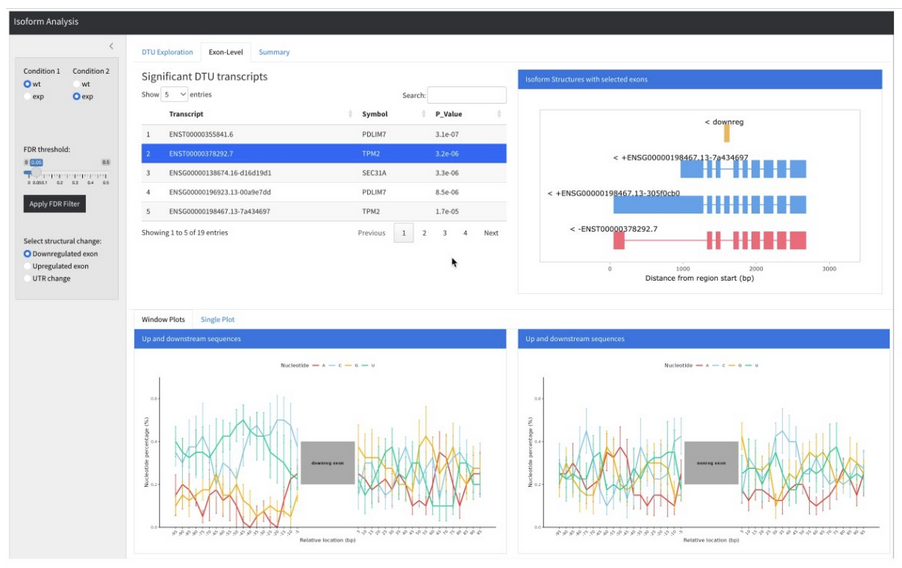 Isoform Analysis
Condition 1 Condition 2
wt wt
exp exp
FDR threshold:
0 0.05 0.5
0 0.1 0.2 0.3 0.4 0.5
Apply FDR Filter
Select structural change:
Downregulated exon
Upregulated exon
UTR change
DTU Exploration Exon-Level Summary
Significant DTU transcripts
Show 5 entries Search:
Transcript Symbol P_Value
1 ENST00000355841.6 PDLIM7 3.1e-07
2 ENST00000378292.7 TPM2 3.2e-06
3 ENSG00000138674.16-d16d19d1 SEC31A 3.3e-06
4 ENSG00000196923.13-00a9e7dd PDLIM7 8.5e-06
5 ENSG00000198467.13-7a434697 TPM2 1.7e-05
Showing 1 to 5 of 19 entries Previous 1 2 3 4 Next
Isoform Structures with selected exons
< downreg
< +ENSG00000198467.13-7a434697
< +ENSG00000198467.13-305f0cb0
< -ENST00000378292.7
0 1000 2000 3000
Distance from region start (bp)
Window Plots Single Plot
Up and downstream sequences
Nucleotide A C G U
Nucleotide percentage (%)
downreg exon
Relative location (bp)
Up and downstream sequences
Nucleotide A C G U
Nucleotide percentage (%)
Relative location (bp)